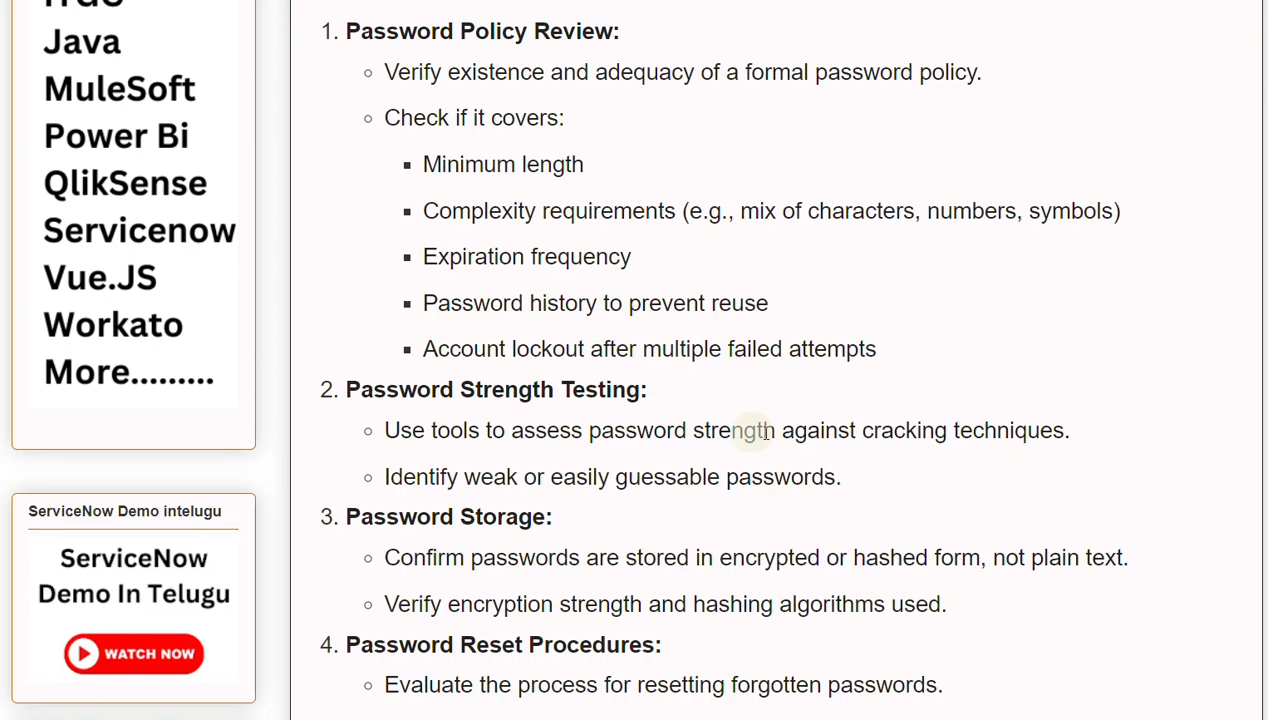 Java
MuleSoft
Power Bi
QlikSense
Servicenow
Vue.JS
Workato
More.........
ServiceNow Demo intelugu
ServiceNow
Demo In Telugu
WATCH NOW
1. Password Policy Review:
Verify existence and adequacy of a formal password policy.
Check if it covers:
Minimum length
Complexity requirements (e.g., mix of characters, numbers, symbols)
Expiration frequency
Password history to prevent reuse
Account lockout after multiple failed attempts
2. Password Strength Testing:
Use tools to assess password strength against cracking techniques.
Identify weak or easily guessable passwords.
3. Password Storage:
Confirm passwords are stored in encrypted or hashed form, not plain text.
Verify encryption strength and hashing algorithms used.
4. Password Reset Procedures:
Evaluate the process for resetting forgotten passwords.